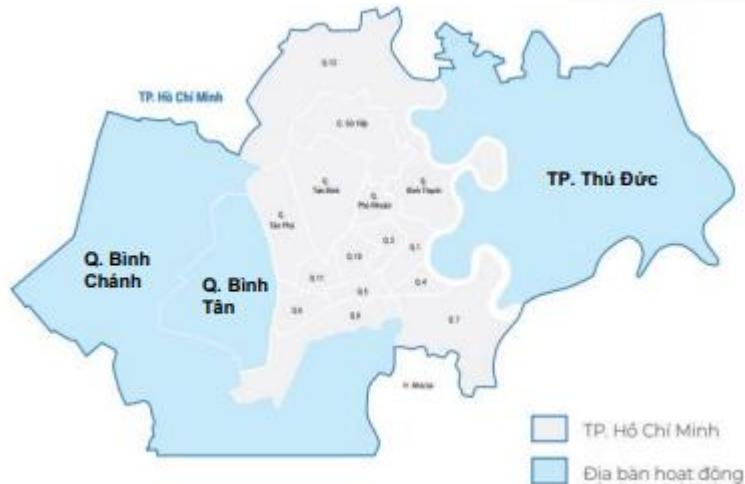 Q.12
TP. Hồ Chí Minh
Q. Gò Vấp
TP. Thủ Đức
Q.
Tân Bình
Q.
Bình Thạnh
Q.
Phú Nhuận
Q.
Tân Phú
Q.3
Q.1
Q. Bình
Chánh
Q.10
Q. Bình
Tân
Q.11
Q.4
Q.5
Q.6
Q.8
Q.7
TP. Hồ Chí Minh
Địa bàn hoạt động